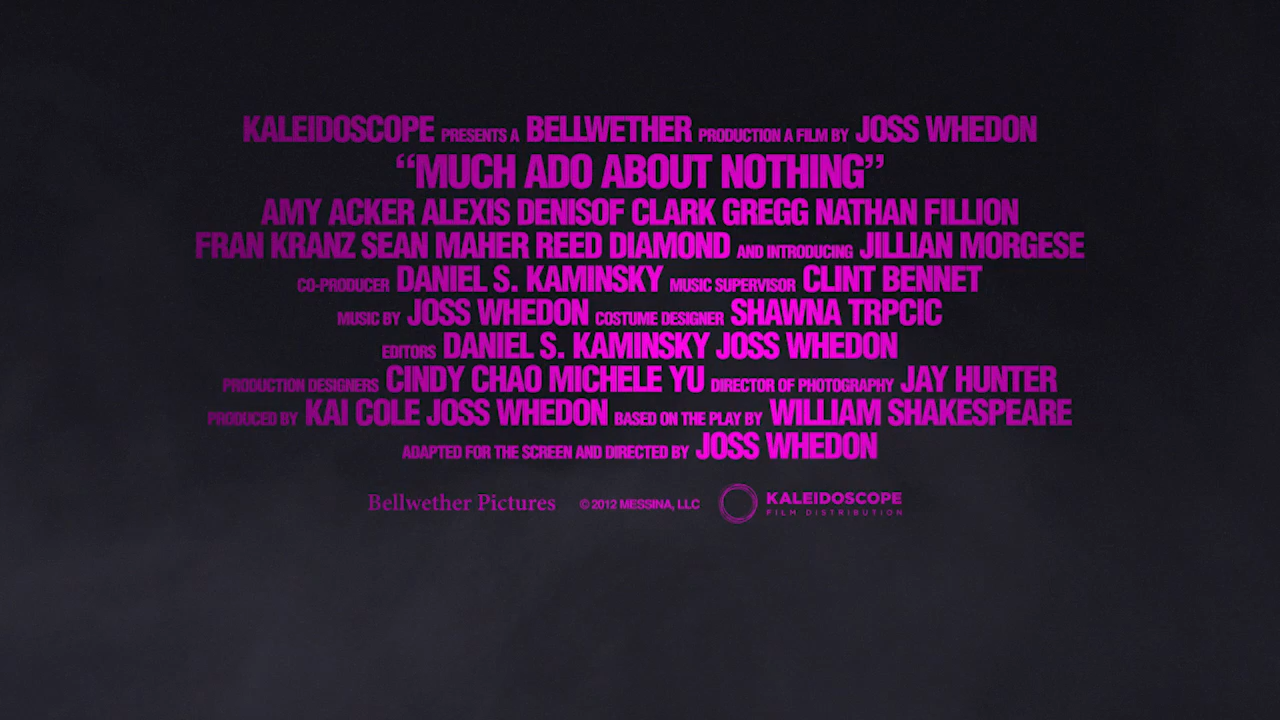 KALEIDOSCOPE PRESENTS A BELLWETHER PRODUCTION A FILM BY JOSS WHEDON
“MUCH ADO ABOUT NOTHING”
AMY ACKER ALEXIS DENISOF CLARK GREGG NATHAN FILLION
FRAN KRANZ SEAN MAHER REED DIAMOND AND INTRODUCING JILLIAN MORGESE
CO-PRODUCER DANIEL S. KAMINSKY MUSIC SUPERVISOR CLINT BENNET
MUSIC BY JOSS WHEDON COSTUME DESIGNER SHAWNA TRPCIC
EDITORS DANIEL S. KAMINSKY JOSS WHEDON
PRODUCTION DESIGNERS CINDY CHAO MICHELE YU DIRECTOR OF PHOTOGRAPHY JAY HUNTER
PRODUCED BY KAI COLE JOSS WHEDON BASED ON THE PLAY BY WILLIAM SHAKESPEARE
ADAPTED FOR THE SCREEN AND DIRECTED BY JOSS WHEDON
Bellwether Pictures © 2012 MESSINA, LLC KALEIDOSCOPE
FILM DISTRIBUTION